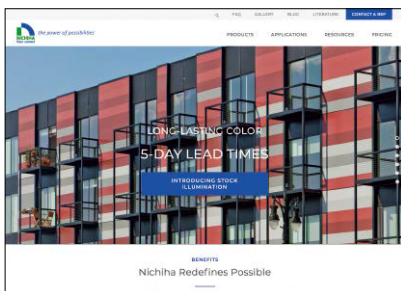 FAQ GALLERY BLOG LITERATURE CONTACT A REP
NICHIHA
the power of possibilities
PRODUCTS APPLICATIONS RESOURCES PRICING
LONG-LASTING COLOR
5-DAY LEAD TIMES
INTRODUCING STOCK
ILLUMINATION
BENEFITS
Nichiha Redefines Possible